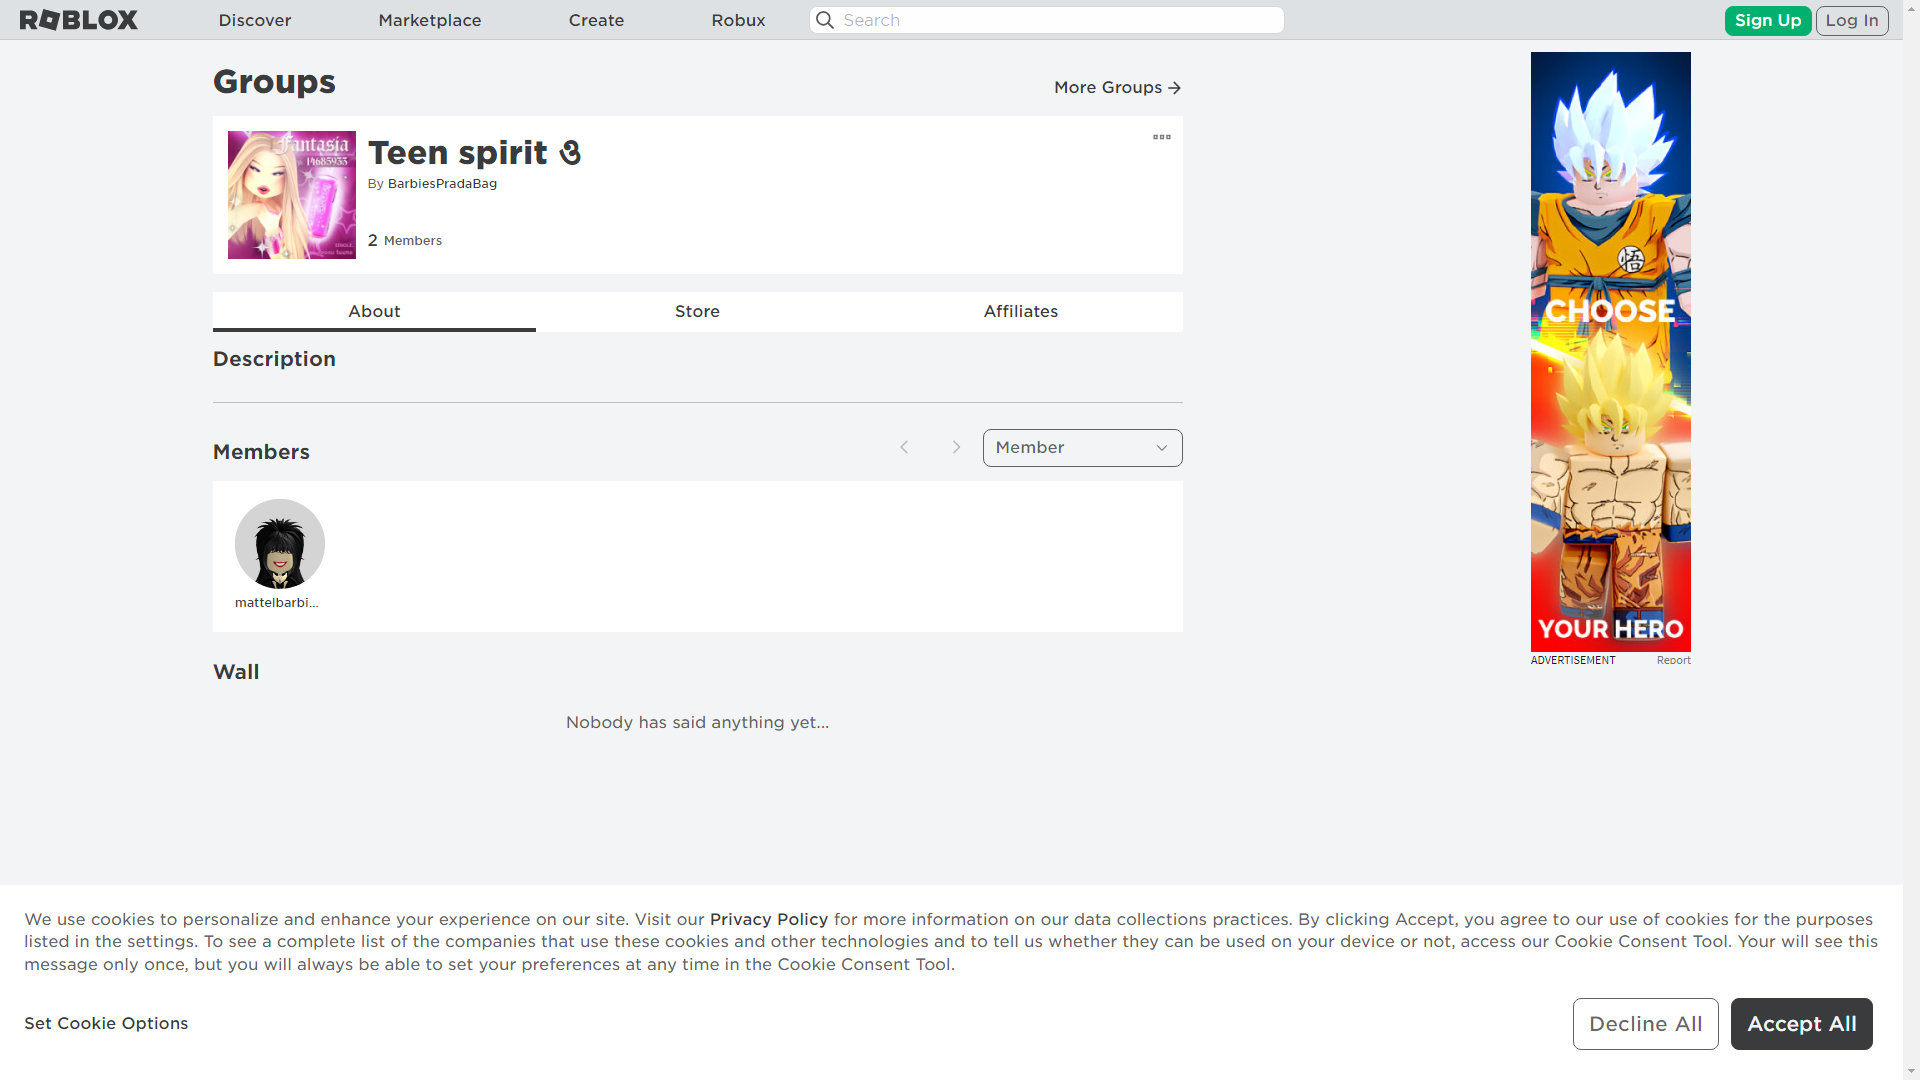 ROBLOX Discover Marketplace Create Robux Search Sign Up Log In
Groups
More Groups
Fantasia
14685933
Teen spirit ও
By BarbiesPradaBag
2 Members
About Store Affiliates
Description
Members
Member
mattelbarbi...
Wall
Nobody has said anything yet...
悟
CHOOSE
YOUR HERO
ADVERTISEMENT Report
We use cookies to personalize and enhance your experience on our site. Visit our Privacy Policy for more information on our data collections practices. By clicking Accept, you agree to our use of cookies for the purposes
listed in the settings. To see a complete list of the companies that use these cookies and other technologies and to tell us whether they can be used on your device or not, access our Cookie Consent Tool. Your will see this
message only once, but you will always be able to set your preferences at any time in the Cookie Consent Tool.
Set Cookie Options
Decline All
Accept All